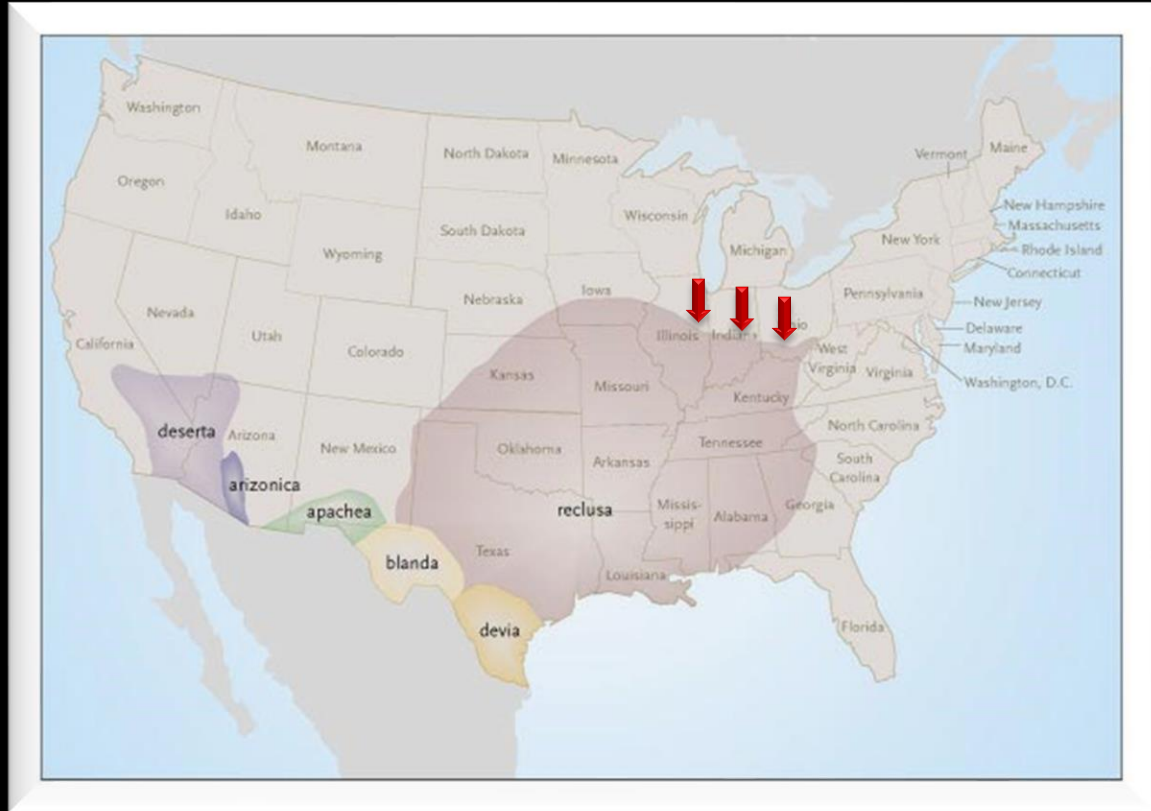 Washington
Montana
North Dakota
Minnesota
Vermont
Maine
Oregon
Idaho
Wisconsin
New Hampshire
Massachusetts
South Dakota
Michigan
New York
Rhode Island
Wyoming
Connecticut
Nebraska
Iowa
Pennsylvania
New Jersey
Nevada
Utah
Illinois
Delaware
California
Colorado
West
Virginia
Maryland
Virginia
Washington, D.C.
Kansas
Missouri
Kentucky
deserta
Arizona
New Mexico
Oklahoma
Arkansas
Tennessee
North Carolina
South
Carolina
arizonica
apachea
reclusa
Missis-
sippi
Alabama
Georgia
Texas
blanda
Louisiana
devia
Florida